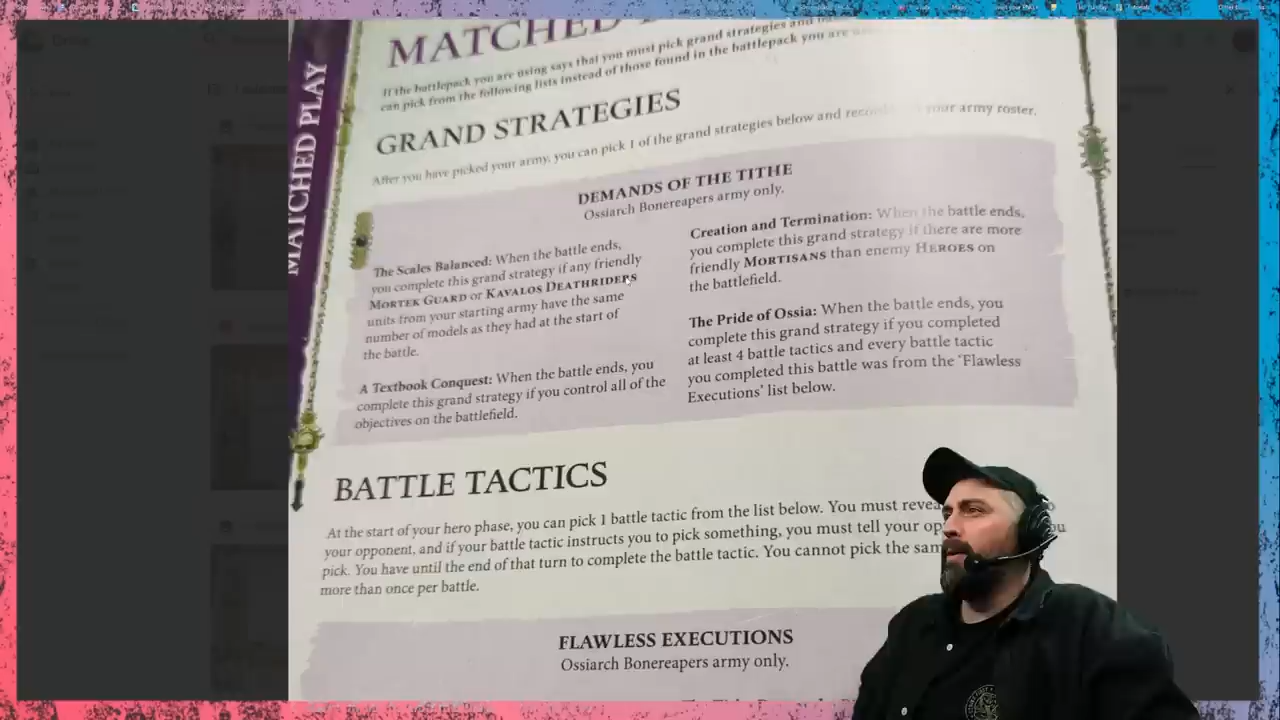 MATCHED PLAY
MATCHED
If the battlepack you are using says that you must pick grand strategies and
can pick from the following lists instead of those found in the battlepack you are
GRAND STRATEGIES
After you have picked your army, you can pick 1 of the grand strategies below and record your army roster.
DEMANDS OF THE TITHE
Ossiarch Bonereapers army only.
The Scales Balanced: When the battle ends,
you complete this grand strategy if any friendly
MORTEK GUARD or KAVALOS DEATHRIDERS
units from your starting army have the same
number of models as they had at the start of
the battle.
A Textbook Conquest: When the battle ends, you
complete this grand strategy if you control all of the
objectives on the battlefield.
Creation and Termination: When the battle ends,
you complete this grand strategy if there are more
friendly MORTISANS than enemy HEROES on
the battlefield.
The Pride of Ossia: When the battle ends, you
complete this grand strategy if you completed
at least 4 battle tactics and every battle tactic
you completed this battle was from the 'Flawless
Executions' list below.
BATTLE TACTICS
At the start of your hero phase, you can pick 1 battle tactic from the list below. You must
your opponent, and if your battle tactic instructs you to pick something, you must tell your
pick. You have until the end of that turn to complete the battle tactic. You cannot pick the
more than once per battle.
FLAWLESS EXECUTIONS
Ossiarch Bonereapers army only.